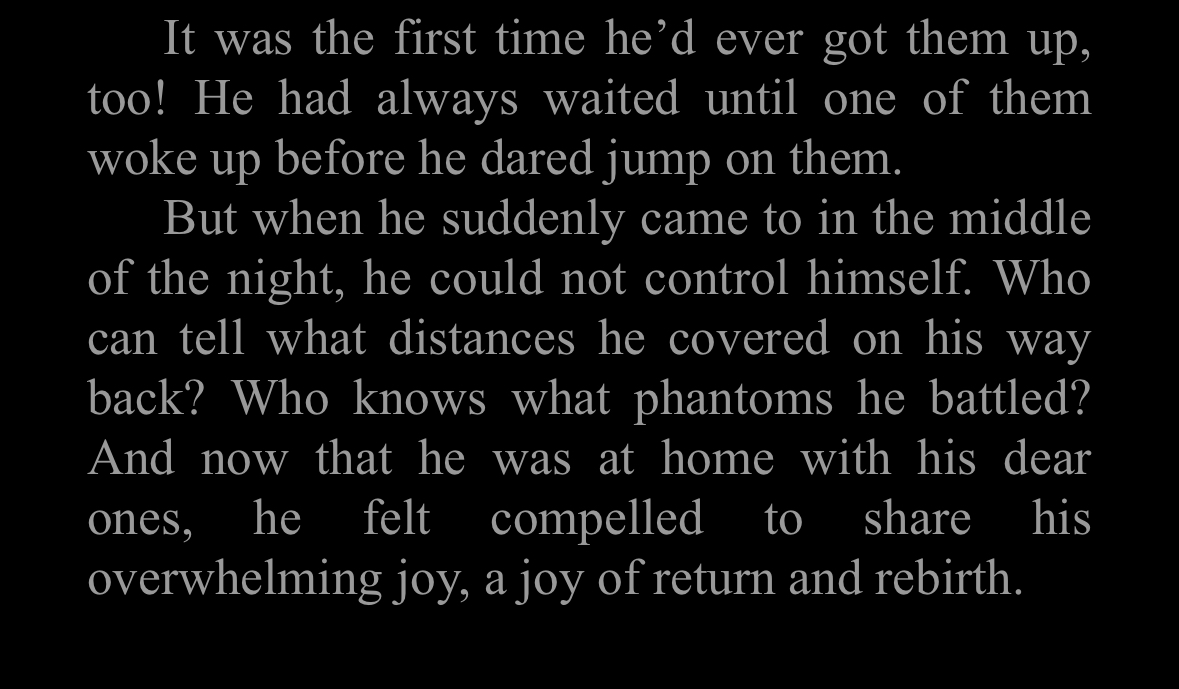 It was the first time he’d ever got them up,
too! He had always waited until one of them
woke up before he dared jump on them.
But when he suddenly came to in the middle
of the night, he could not control himself. Who
can tell what distances he covered on his way
back? Who knows what phantoms he battled?
And now that he was at home with his dear
ones, he felt compelled to share his
overwhelming joy, a joy of return and rebirth.